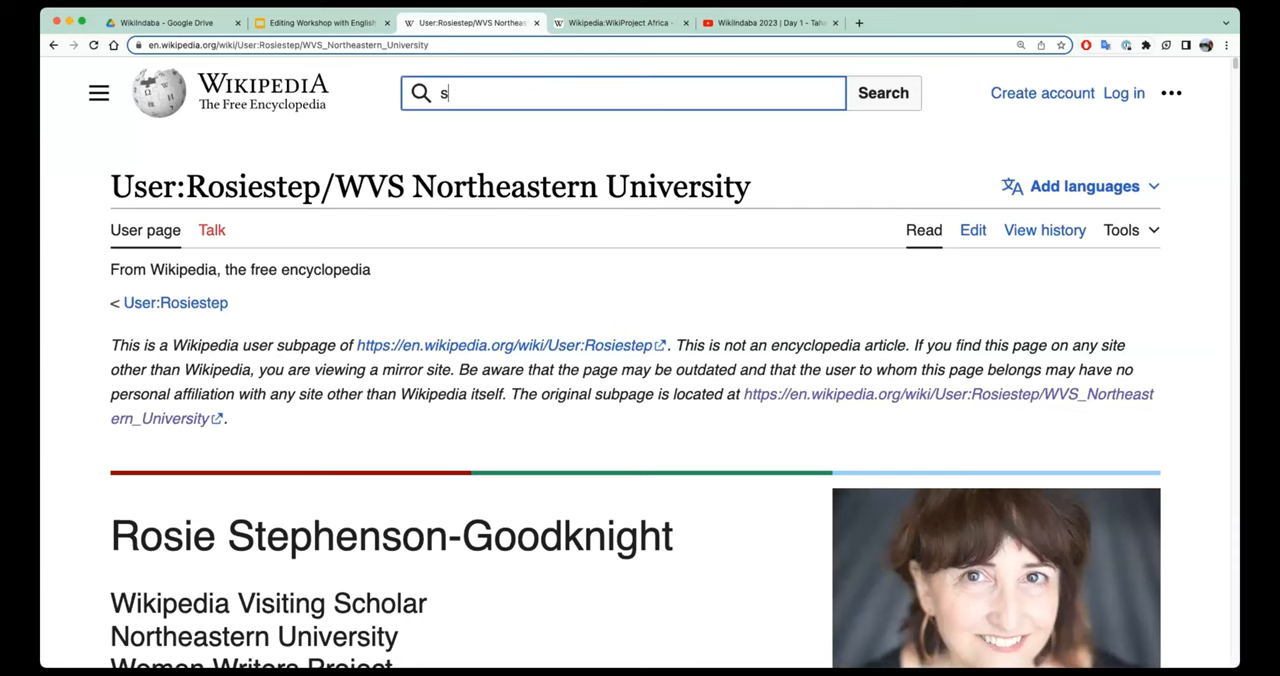 WikiIndaba - Google Drive
Editing Workshop with English
User:Rosiestep/WVS Northeas
Wikipedia:WikiProject Africa -
WikiIndaba 2023 | Day 1 - Taha
en.wikipedia.org/wiki/User:Rosiestep/WVS_Northeastern_University
WIKIPEDIA
The Free Encyclopedia
s
Search
Create account Log in
User:Rosiestep/WVS Northeastern University
Add languages
User page Talk
Read Edit View history Tools
From Wikipedia, the free encyclopedia
< User:Rosiestep
This is a Wikipedia user subpage of https://en.wikipedia.org/wiki/User:Rosiestep. This is not an encyclopedia article. If you find this page on any site
other than Wikipedia, you are viewing a mirror site. Be aware that the page may be outdated and that the user to whom this page belongs may have no
personal affiliation with any site other than Wikipedia itself. The original subpage is located at https://en.wikipedia.org/wiki/User:Rosiestep/WVS_Northeast
ern_University.
Rosie Stephenson-Goodknight
Wikipedia Visiting Scholar
Northeastern University
Women Writers Project